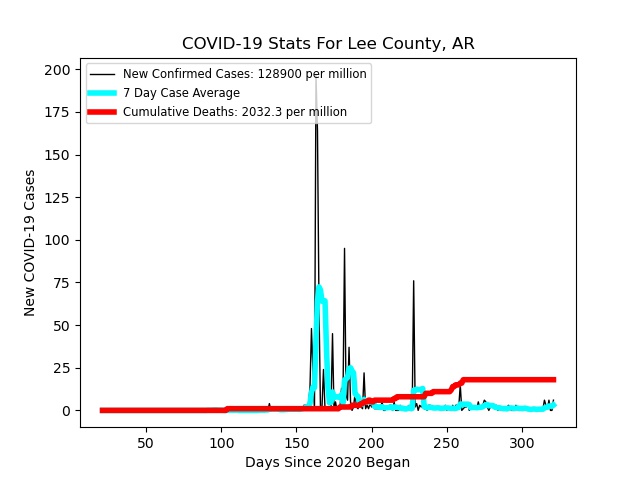 COVID-19 Stats For Lee County, AR
New Confirmed Cases: 128900 per million
7 Day Case Average
Cumulative Deaths: 2032.3 per million
New COVID-19 Cases
200
175
150
125
100
75
50
25
0
50 100 150 200 250 300
Days Since 2020 Began